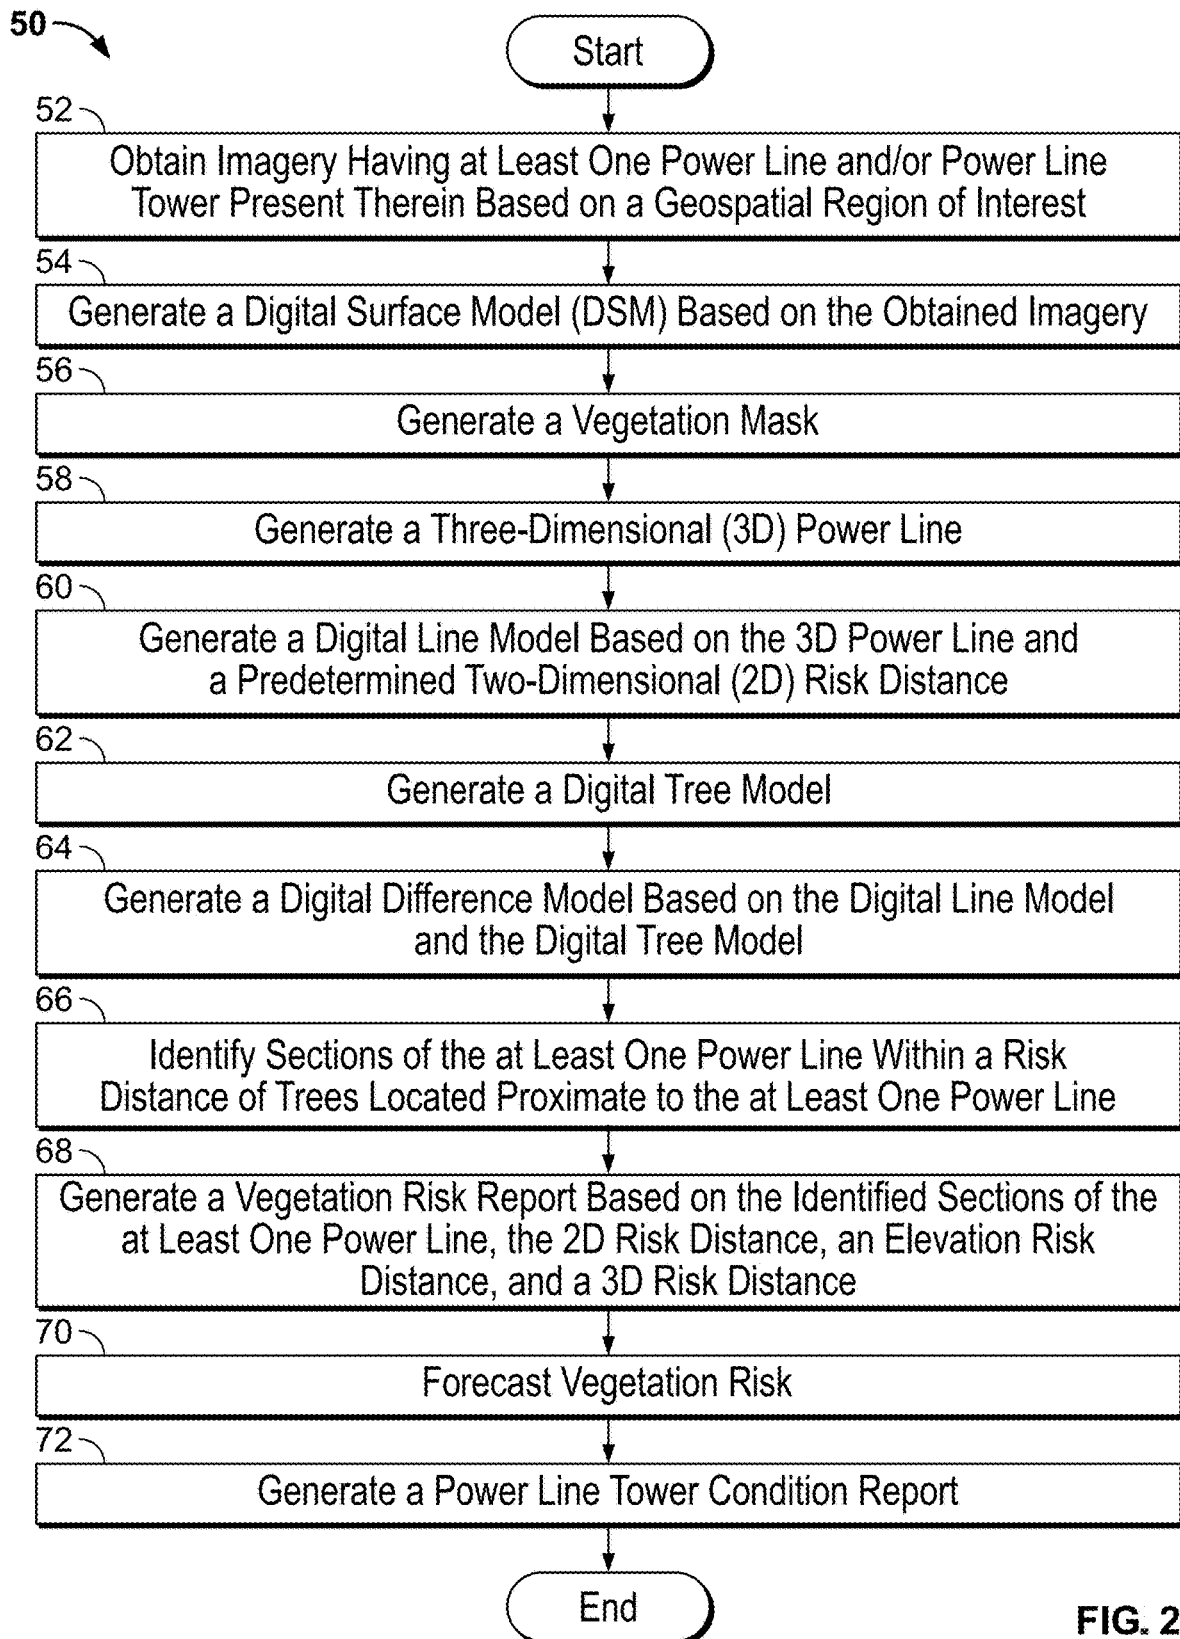 50
Start
52
Obtain Imagery Having at Least One Power Line and/or Power Line
Tower Present Therein Based on a Geospatial Region of Interest
54
Generate a Digital Surface Model (DSM) Based on the Obtained Imagery
56
Generate a Vegetation Mask
58
Generate a Three-Dimensional (3D) Power Line
60
Generate a Digital Line Model Based on the 3D Power Line and
a Predetermined Two-Dimensional (2D) Risk Distance
62
Generate a Digital Tree Model
64
Generate a Digital Difference Model Based on the Digital Line Model
and the Digital Tree Model
66
Identify Sections of the at Least One Power Line Within a Risk
Distance of Trees Located Proximate to the at Least One Power Line
68
Generate a Vegetation Risk Report Based on the Identified Sections of the
at Least One Power Line, the 2D Risk Distance, an Elevation Risk
Distance, and a 3D Risk Distance
70
Forecast Vegetation Risk
72
Generate a Power Line Tower Condition Report
End
FIG. 2